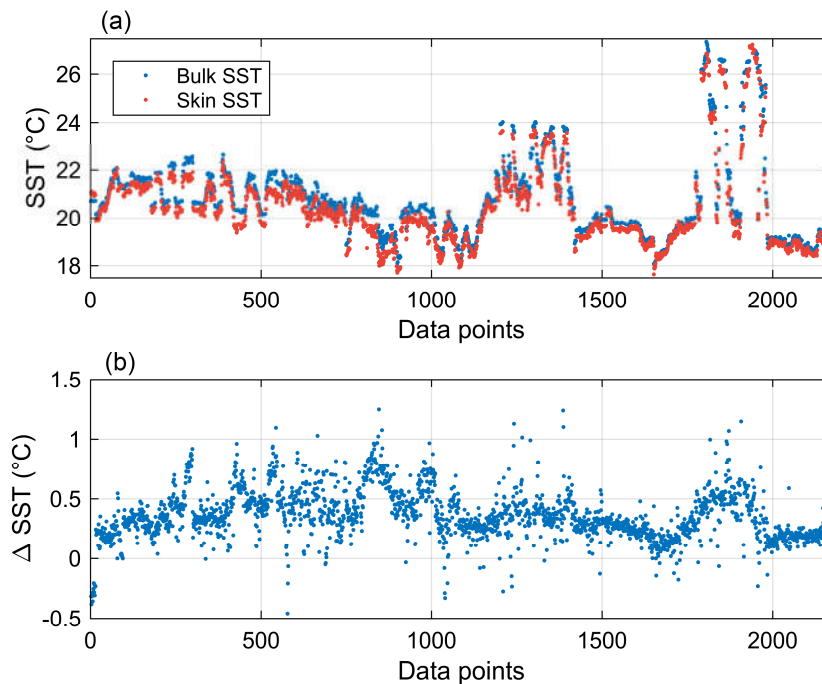 (a)
26
24
22
20
18
SST (°C)
Bulk SST
Skin SST
0
500
1000
1500
2000
Data points
(b)
1.5
1
0.5
0
-0.5
Δ SST (°C)
0
500
1000
1500
2000
Data points